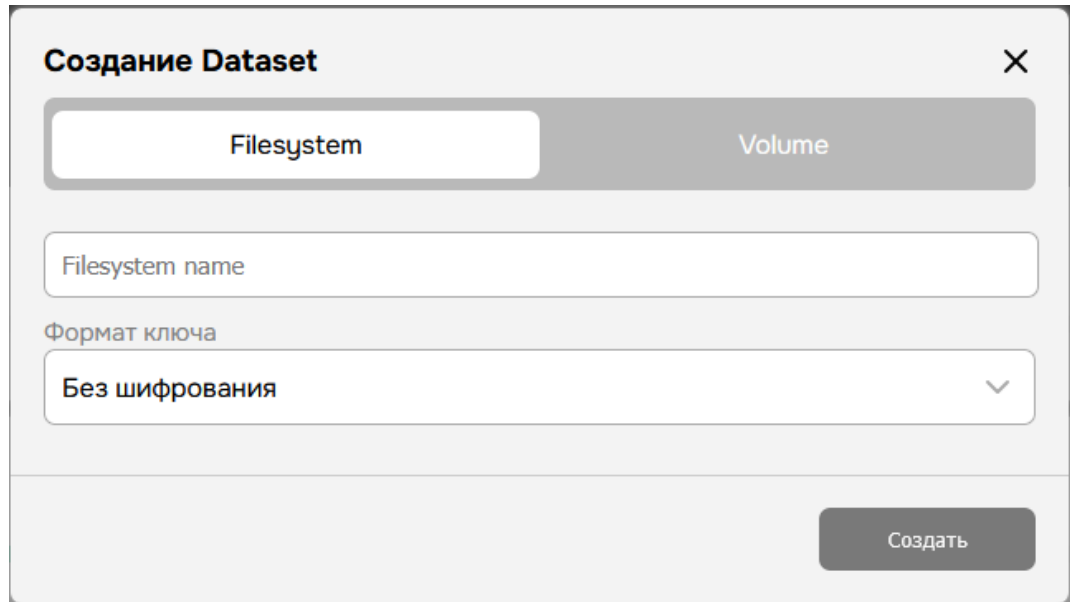 Создание Dataset
Filesystem
Volume
Filesystem name
Формат ключа
Без шифрования
Создать